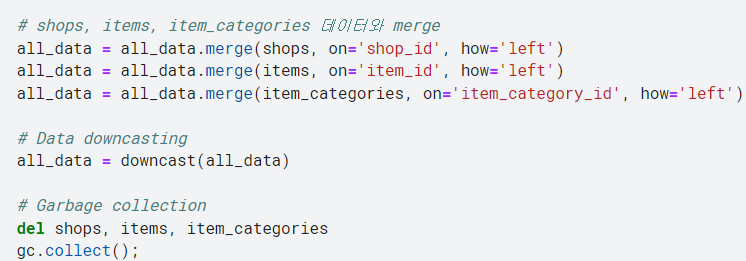 # shops, items, item_categories 데이터와 merge
all_data = all_data.merge(shops, on='shop_id', how='left')
all_data = all_data.merge(items, on='item_id', how='left')
all_data = all_data.merge(item_categories, on='item_category_id', how='left')
# Data downcasting
all_data = downcast(all_data)
# Garbage collection
del shops, items, item_categories
gc.collect();